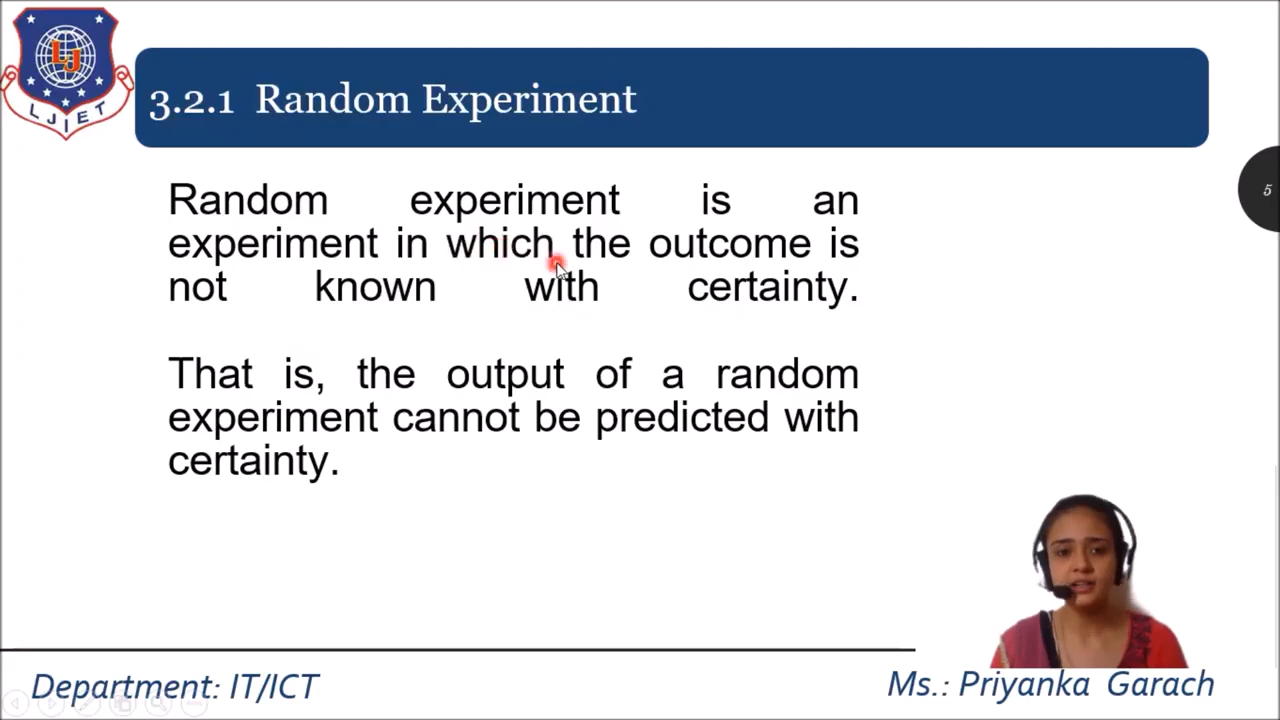 LJ
LJIET
3.2.1 Random Experiment
5
Random experiment is an
experiment in which the outcome is
not known with certainty.
That is, the output of a random
experiment cannot be predicted with
certainty.
Department: IT/ICT
Ms.: Priyanka Garach